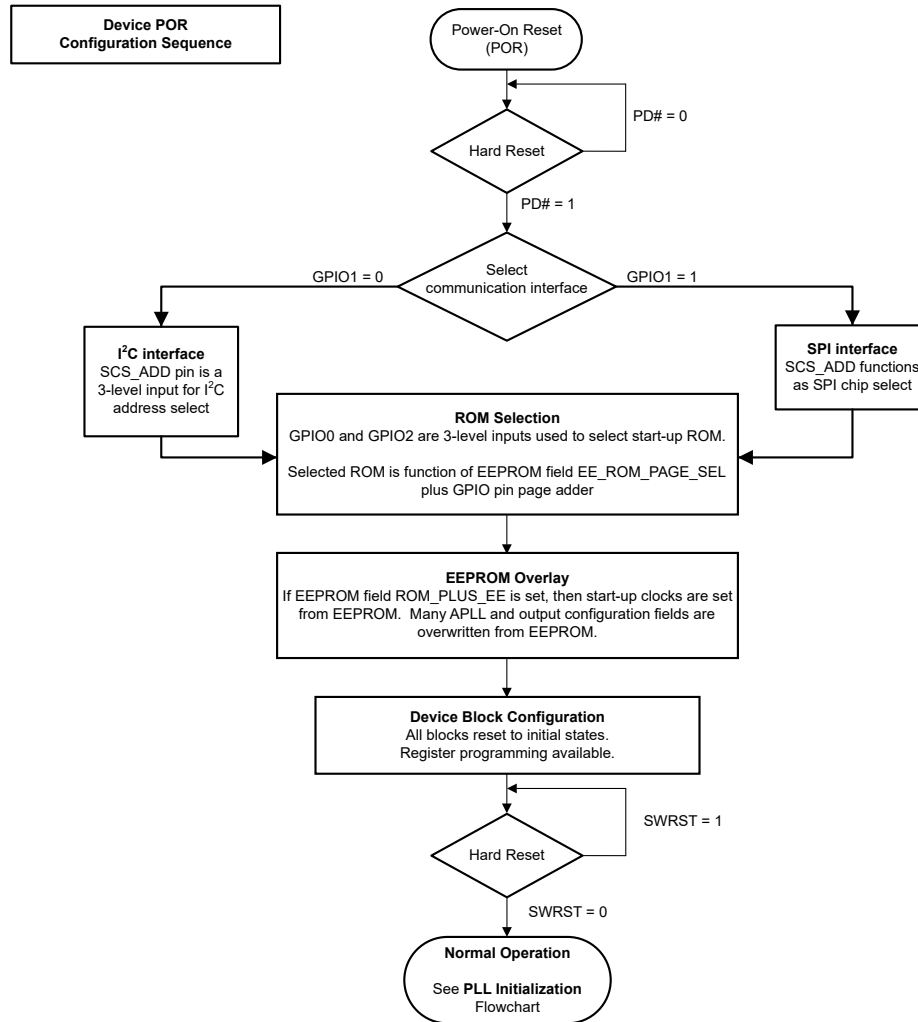 Device POR
Configuration Sequence
Power-On Reset
(POR)
PD# = 0
Hard Reset
PD# = 1
Select
communication interface
GPIO1 = 0
GPIO1 = 1
I²C interface
SCS_ADD pin is a
3-level input for I²C
address select
SPI interface
SCS_ADD functions
as SPI chip select
ROM Selection
GPIO0 and GPIO2 are 3-level inputs used to select start-up ROM.
Selected ROM is function of EEPROM field EE_ROM_PAGE_SEL
plus GPIO pin page adder
EEPROM Overlay
If EEPROM field ROM_PLUS_EE is set, then start-up clocks are set
from EEPROM. Many APLL and output configuration fields are
overwritten from EEPROM.
Device Block Configuration
All blocks reset to initial states.
Register programming available.
SWRST = 1
Hard Reset
SWRST = 0
Normal Operation
See PLL Initialization
Flowchart